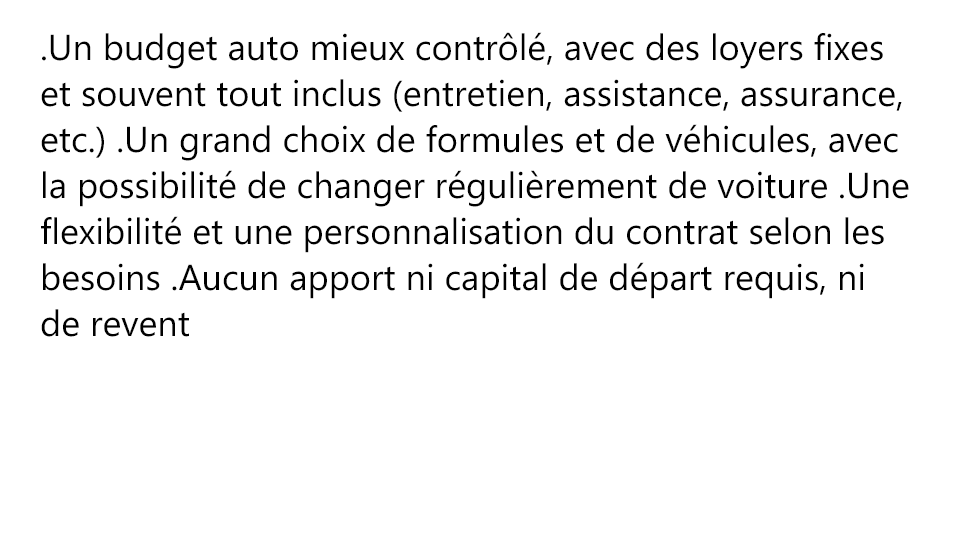 .Un budget auto mieux contrôlé, avec des loyers fixes
et souvent tout inclus (entretien, assistance, assurance,
etc.) .Un grand choix de formules et de véhicules, avec
la possibilité de changer régulièrement de voiture .Une
flexibilité et une personnalisation du contrat selon les
besoins .Aucun apport ni capital de départ requis, ni
de revent